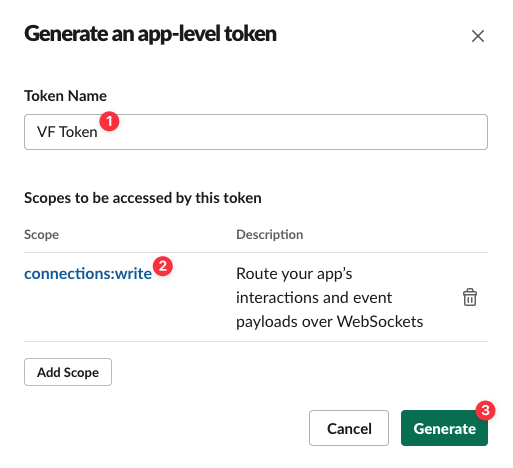 Generate an app-level token
Token Name
VF Token 1
Scopes to be accessed by this token
Scope Description
connections:write 2 Route your app's
interactions and event
payloads over WebSockets
Add Scope
3
Cancel Generate